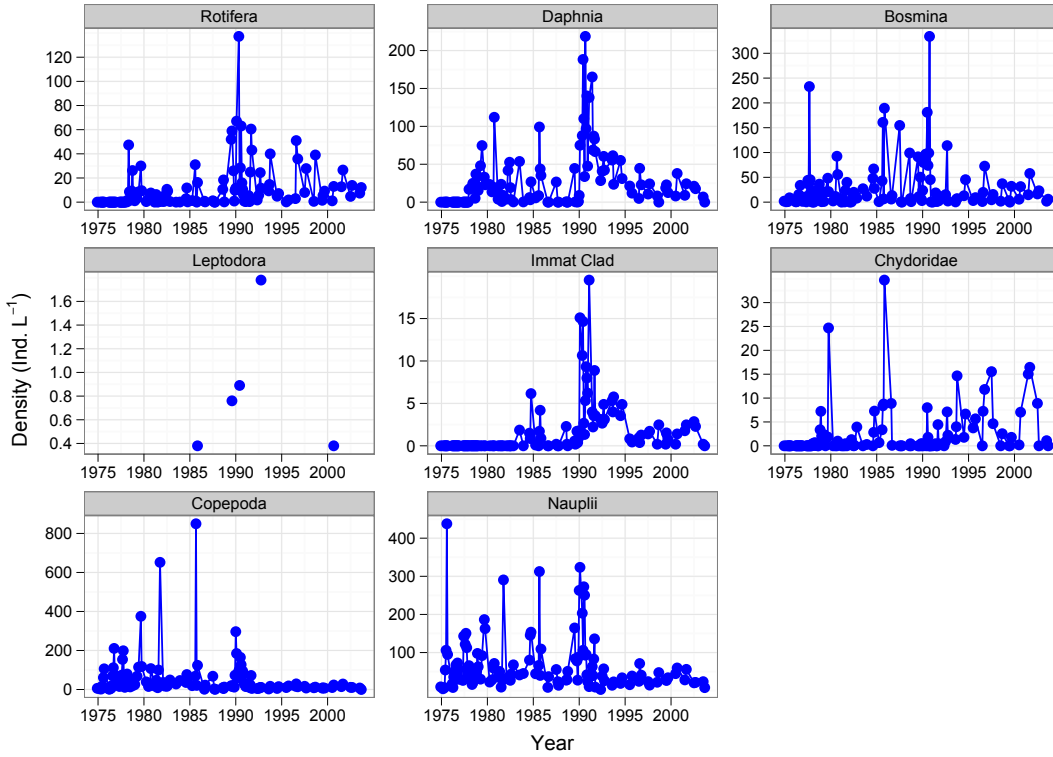 Rotifera
Daphnia
Bosmina
120
100
80
60
40
20
0
200
150
100
50
0
300
250
200
150
100
50
0
1975 1980 1985 1990 1995 2000
1975 1980 1985 1990 1995 2000
1975 1980 1985 1990 1995 2000
Leptodora
Immat Clad
Chydoridae
Density (Ind. L⁻¹)
1.6
1.4
1.2
1.0
0.8
0.6
0.4
15
10
5
0
30
25
20
15
10
5
0
1975 1980 1985 1990 1995 2000
1975 1980 1985 1990 1995 2000
1975 1980 1985 1990 1995 2000
Copepoda
Nauplii
800
600
400
200
0
400
300
200
100
1975 1980 1985 1990 1995 2000
1975 1980 1985 1990 1995 2000
Year